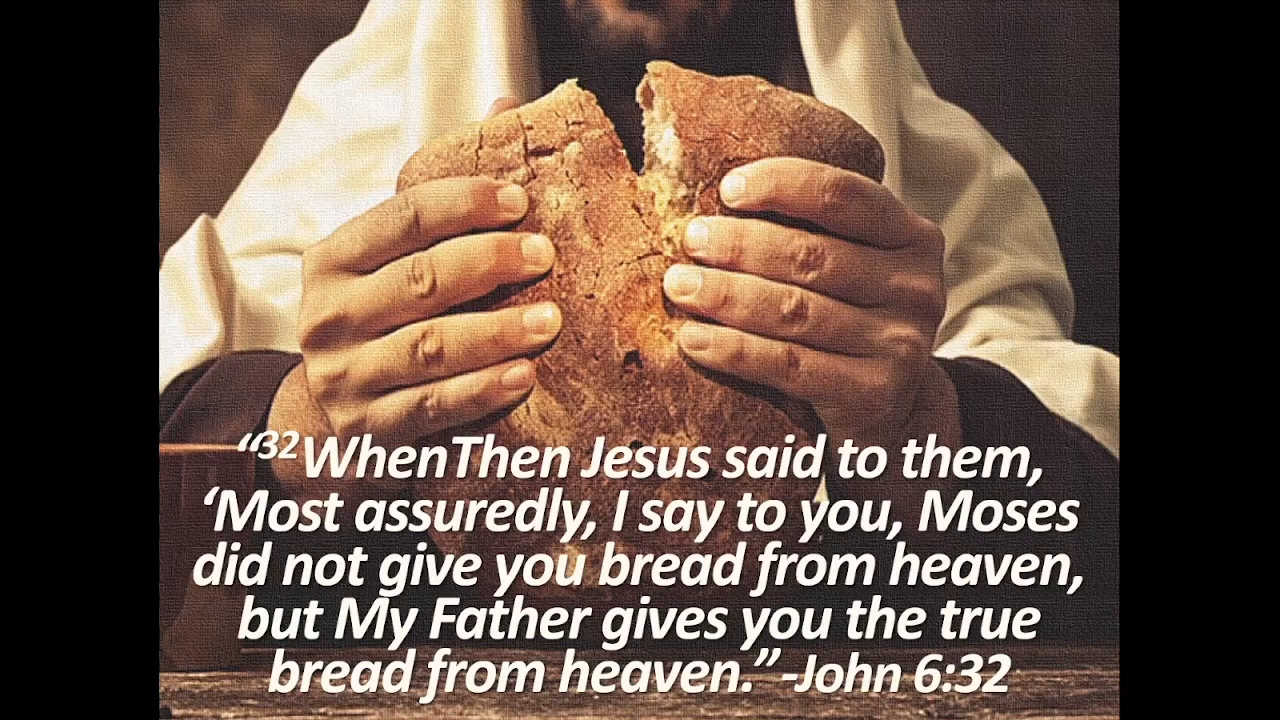 “³²WhenThen Jesus said to them,
‘Most assuredly, I say to you, Moses
did not give you bread from heaven,
but My Father gives you the true
bread from heaven.”-John 6:32